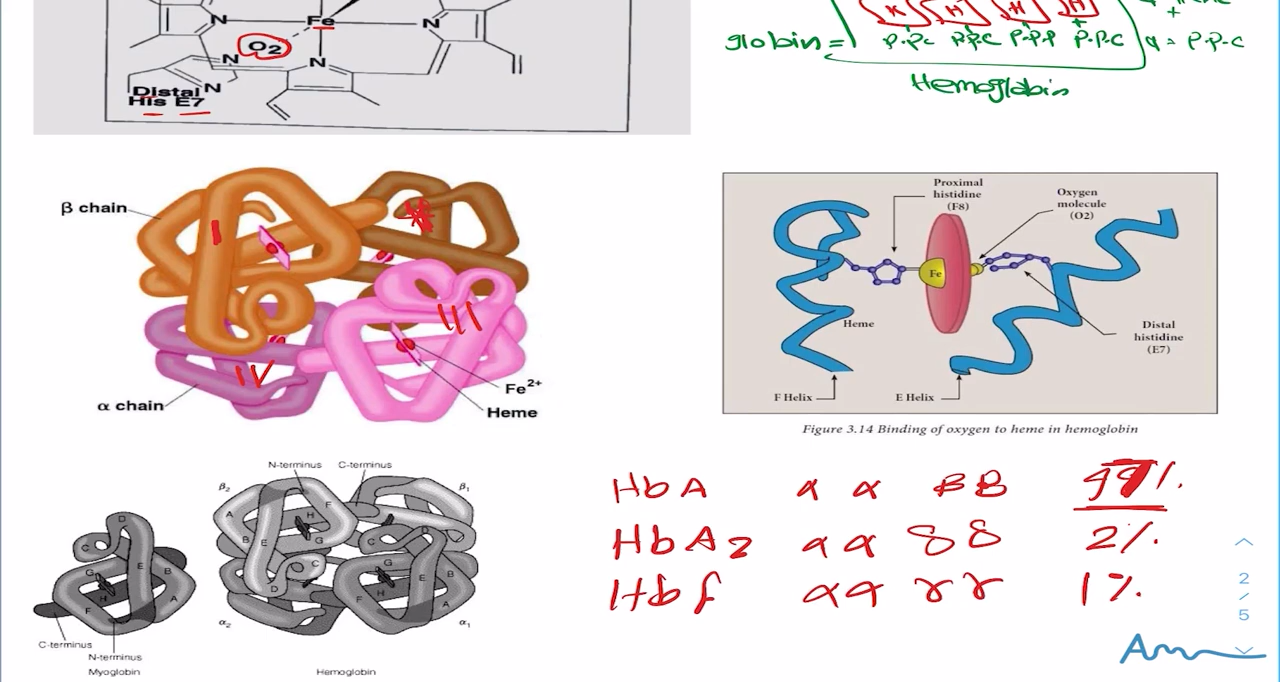 N
Fe
N
O2
N
N
N
Distal
His E7
globin =
P.P.C P.P.C P.P.P P.P.C
+
α = P.P.C
Hemoglobin
β chain
I
III
IV
α chain
Fe2+
Heme
Proximal
histidine
(F8)
Oxygen
molecule
(O2)
Fe
Heme
Distal
histidine
(E7)
F Helix
E Helix
Figure 3.14 Binding of oxygen to heme in hemoglobin
N-terminus C-terminus
β2 β1
α2 α1
C-terminus
N-terminus
Myoglobin
Hemoglobin
HbA α α β β 97%.
HbA2 α α δ δ 2%.
Hbf α α γ γ 1%.
2
/
5